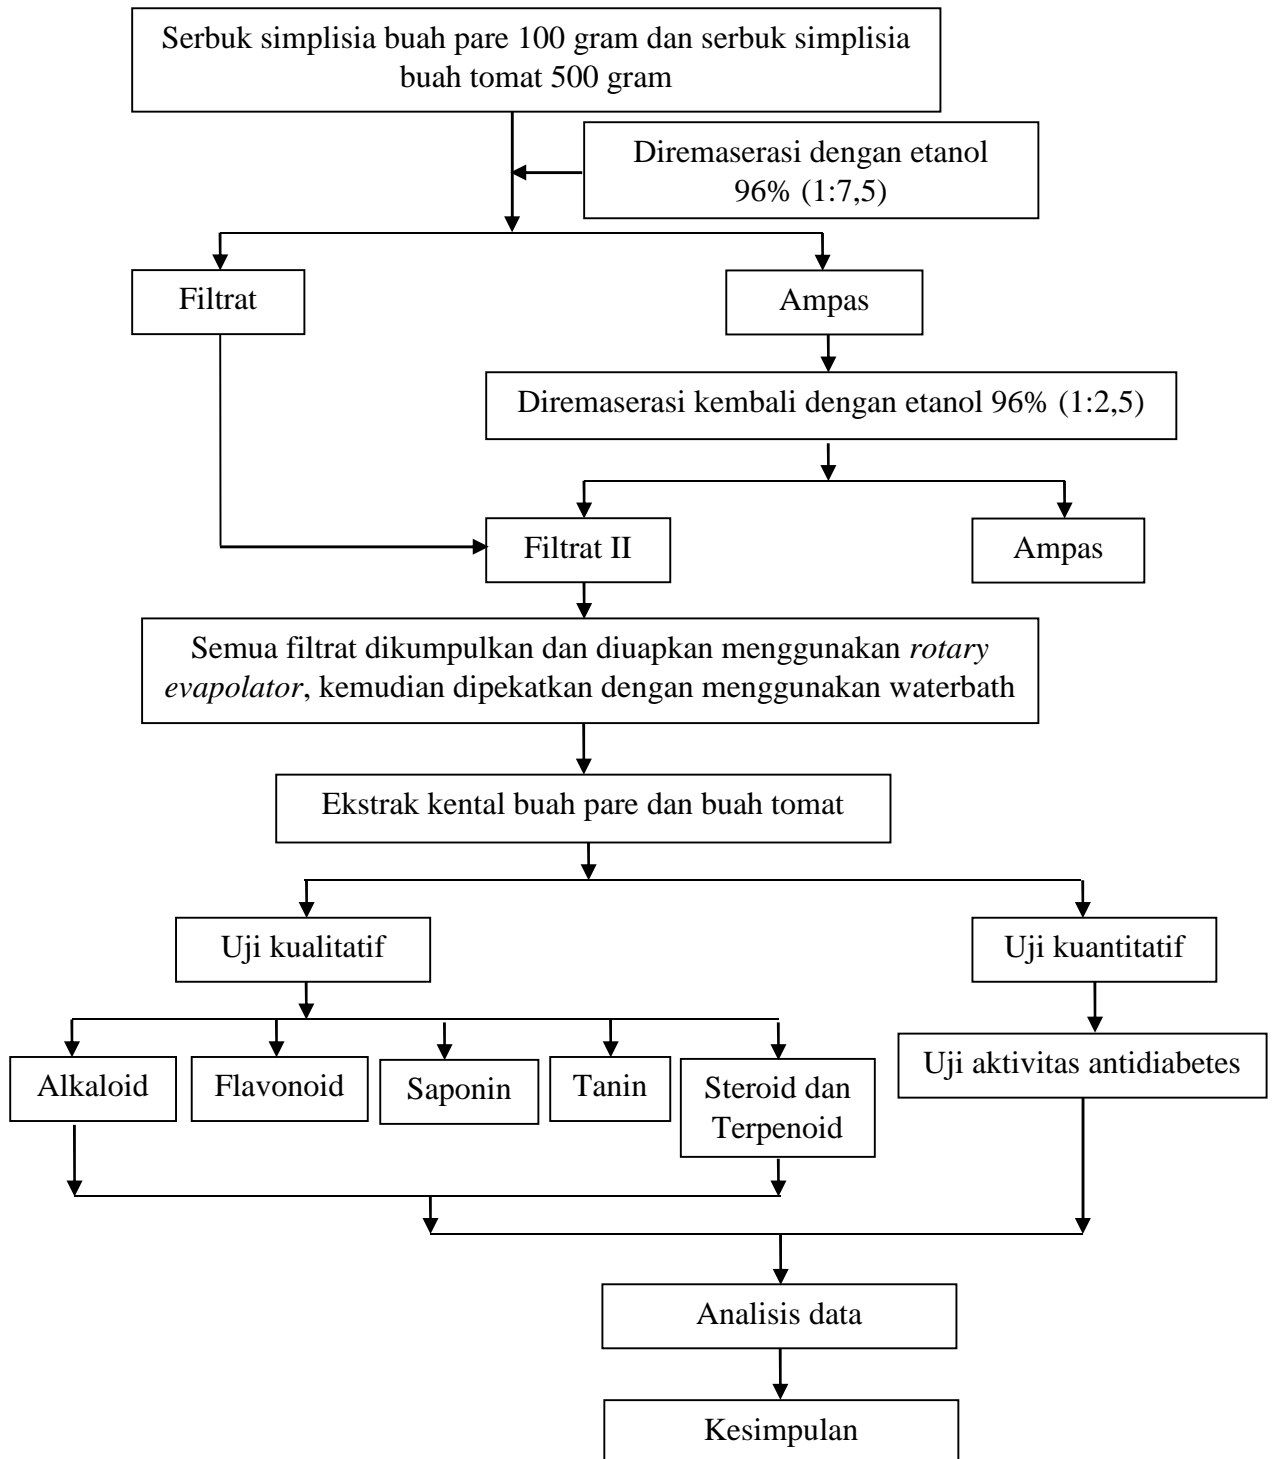 Serbuk simplisia buah pare 100 gram dan serbuk simplisia
buah tomat 500 gram
Diremaserasi dengan etanol
96% (1:7,5)
Filtrat
Ampas
Diremaserasi kembali dengan etanol 96% (1:2,5)
Filtrat II
Ampas
Semua filtrat dikumpulkan dan diuapkan menggunakan rotary
evapolator, kemudian dipekatkan dengan menggunakan waterbath
Ekstrak kental buah pare dan buah tomat
Uji kualitatif
Uji kuantitatif
Alkaloid
Flavonoid
Saponin
Tanin
Steroid dan
Terpenoid
Uji aktivitas antidiabetes
Analisis data
Kesimpulan